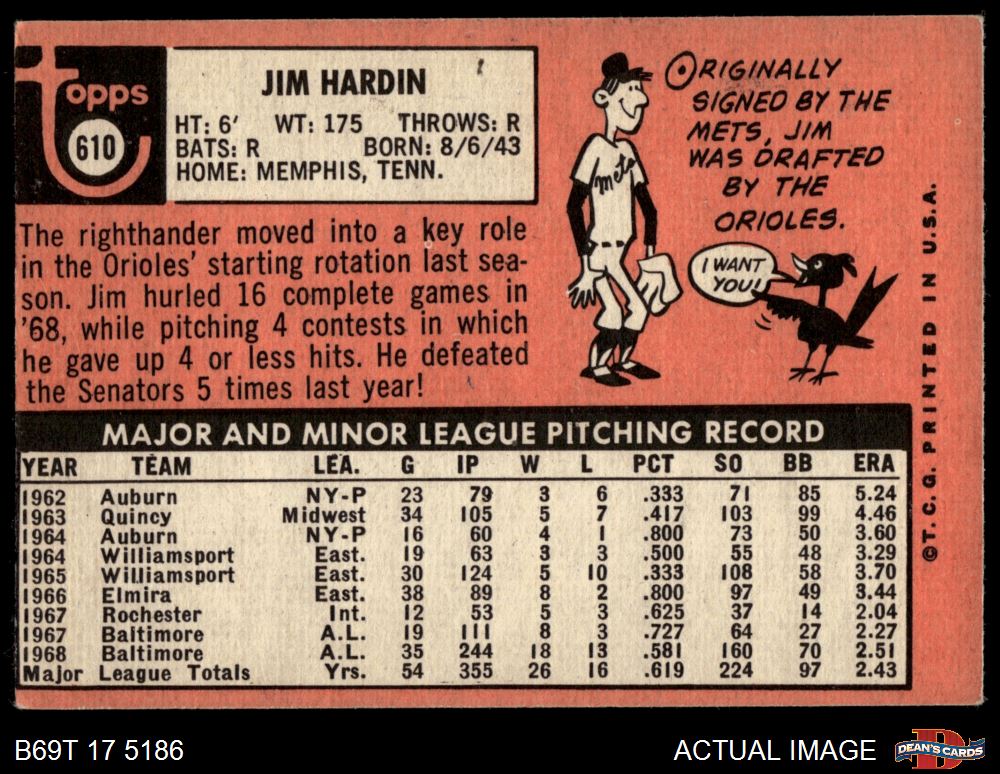 topps
610
JIM HARDIN
HT: 6' WT: 175 THROWS: R
BATS: R BORN: 8/6/43
HOME: MEMPHIS, TENN.
The righthander moved into a key role
in the Orioles' starting rotation last sea-
son. Jim hurled 16 complete games in
'68, while pitching 4 contests in which
he gave up 4 or less hits. He defeated
the Senators 5 times last year!
ORIGINALLY
SIGNED BY THE
METS, JIM
WAS DRAFTED
BY THE
ORIOLES.
Mets
I WANT
YOU!
©T.C.G. PRINTED IN U.S.A.
MAJOR AND MINOR LEAGUE PITCHING RECORD
YEAR TEAM LEA. G IP W L PCT SO BB ERA
1962 Auburn NY-P 23 79 3 6 .333 71 85 5.24
1963 Quincy Midwest 34 105 5 7 .417 103 99 4.46
1964 Auburn NY-P 16 60 4 1 .800 73 50 3.60
1964 Williamsport East. 19 63 3 3 .500 55 48 3.29
1965 Williamsport East. 30 124 5 10 .333 108 58 3.70
1966 Elmira East. 38 89 8 2 .800 97 49 3.44
1967 Rochester Int. 12 53 5 3 .625 37 14 2.04
1967 Baltimore A.L. 19 111 8 3 .727 64 27 2.27
1968 Baltimore A.L. 35 244 18 13 .581 160 70 2.51
Major League Totals Yrs. 54 355 26 16 .619 224 97 2.43
B69T 17 5186
ACTUAL IMAGE
DEAN'S CARDS